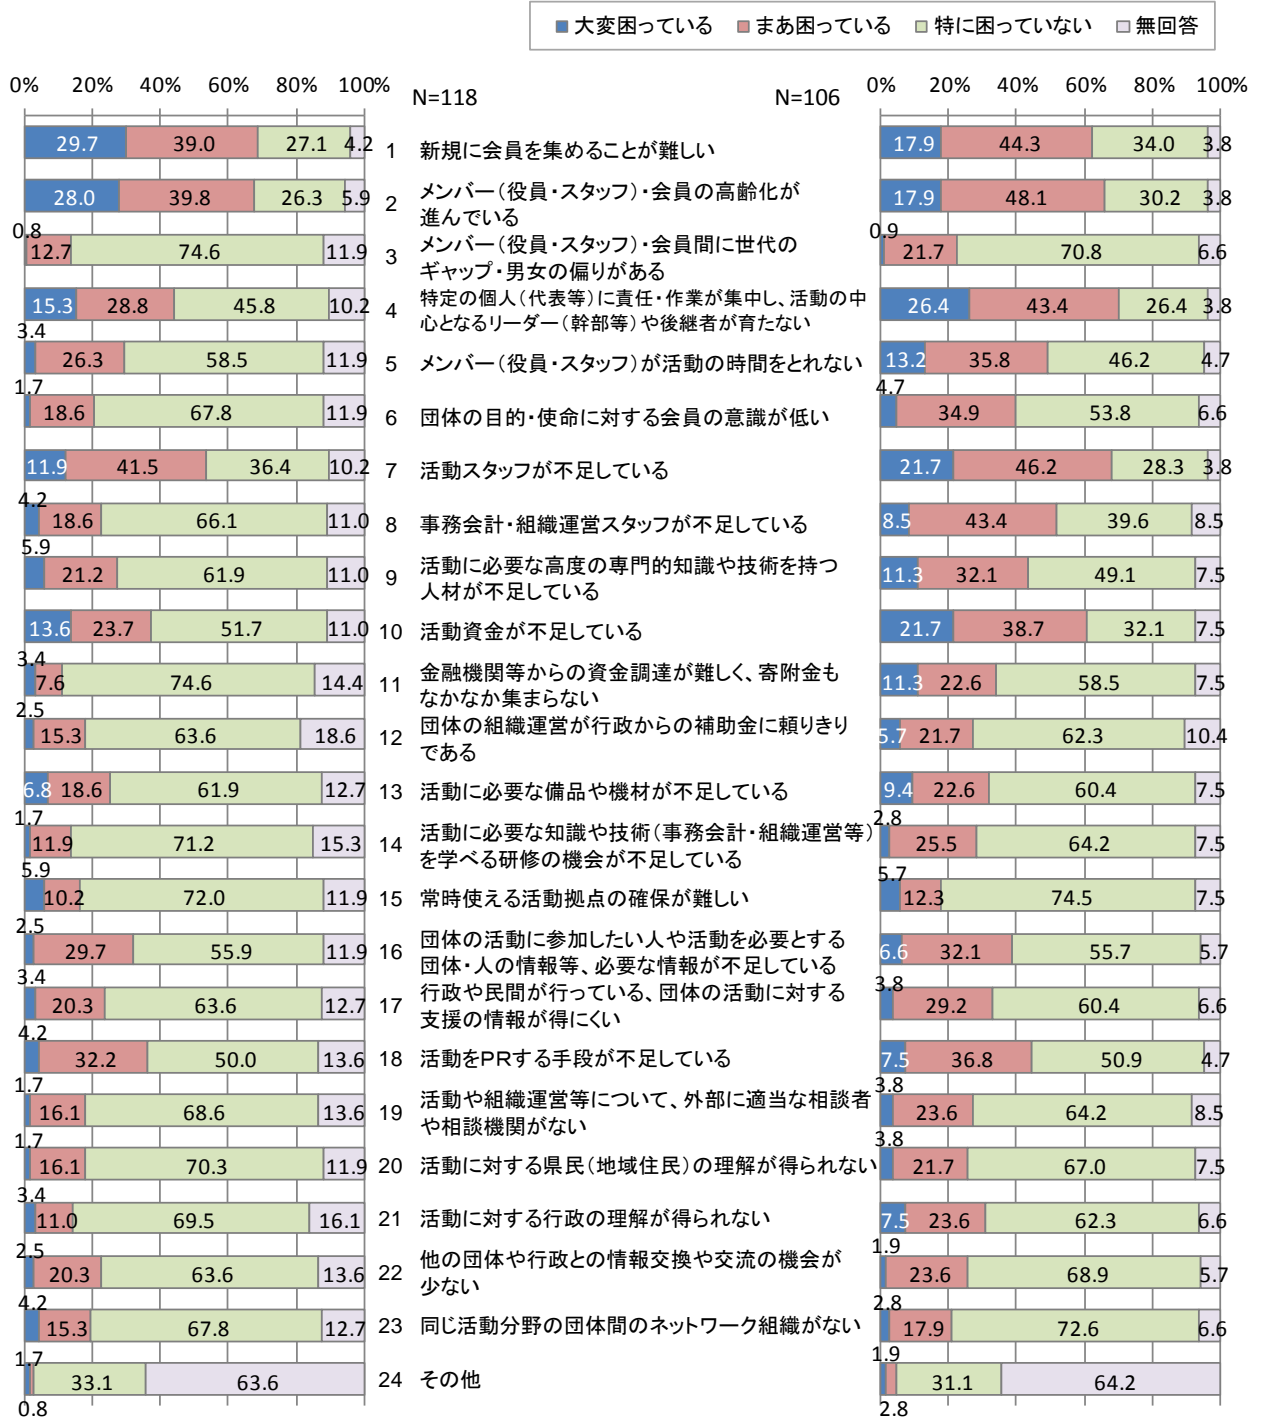 大変困っている まあ困っている 特に困っていない 無回答
0% 20% 40% 60% 80% 100% N=118 N=106 0% 20% 40% 60% 80% 100%
29.7 39.0 27.1 4.2 1 新規に会員を集めることが難しい 17.9 44.3 34.0 3.8
28.0 39.8 26.3 5.9 2 メンバー(役員・スタッフ)・会員の高齢化が 17.9 48.1 30.2 3.8
進んでいる
0.8 12.7 74.6 11.9 3 メンバー(役員・スタッフ)・会員間に世代の 0.9 21.7 70.8 6.6
ギャップ・男女の偏りがある
15.3 28.8 45.8 10.2 4 特定の個人(代表等)に責任・作業が集中し、活動の中 26.4 43.4 26.4 3.8
心となるリーダー(幹部等)や後継者が育たない
3.4 26.3 58.5 11.9 5 メンバー(役員・スタッフ)が活動の時間をとれない 13.2 35.8 46.2 4.7
1.7 18.6 67.8 11.9 6 団体の目的・使命に対する会員の意識が低い 4.7 34.9 53.8 6.6
11.9 41.5 36.4 10.2 7 活動スタッフが不足している 21.7 46.2 28.3 3.8
4.2 18.6 66.1 11.0 8 事務会計・組織運営スタッフが不足している 8.5 43.4 39.6 8.5
5.9 21.2 61.9 11.0 9 活動に必要な高度の専門的知識や技術を持つ 11.3 32.1 49.1 7.5
人材が不足している
13.6 23.7 51.7 11.0 10 活動資金が不足している 21.7 38.7 32.1 7.5
3.4 7.6 74.6 14.4 11 金融機関等からの資金調達が難しく、寄附金も 11.3 22.6 58.5 7.5
なかなか集まらない
2.5 15.3 63.6 18.6 12 団体の組織運営が行政からの補助金に頼りきり 5.7 21.7 62.3 10.4
である
6.8 18.6 61.9 12.7 13 活動に必要な備品や機材が不足している 9.4 22.6 60.4 7.5
1.7 11.9 71.2 15.3 14 活動に必要な知識や技術(事務会計・組織運営等) 2.8 25.5 64.2 7.5
を学べる研修の機会が不足している
5.9 10.2 72.0 11.9 15 常時使える活動拠点の確保が難しい 5.7 12.3 74.5 7.5
2.5 29.7 55.9 11.9 16 団体の活動に参加したい人や活動を必要とする 6.6 32.1 55.7 5.7
団体・人の情報等、必要な情報が不足している
3.4 20.3 63.6 12.7 17 行政や民間が行っている、団体の活動に対する 3.8 29.2 60.4 6.6
支援の情報が得にくい
4.2 32.2 50.0 13.6 18 活動をPRする手段が不足している 7.5 36.8 50.9 4.7
1.7 16.1 68.6 13.6 19 活動や組織運営等について、外部に適当な相談者 3.8 23.6 64.2 8.5
や相談機関がない
1.7 16.1 70.3 11.9 20 活動に対する県民(地域住民)の理解が得られない 3.8 21.7 67.0 7.5
3.4 11.0 69.5 16.1 21 活動に対する行政の理解が得られない 7.5 23.6 62.3 6.6
2.5 20.3 63.6 13.6 22 他の団体や行政との情報交換や交流の機会が 1.9 23.6 68.9 5.7
少ない
4.2 15.3 67.8 12.7 23 同じ活動分野の団体間のネットワーク組織がない 2.8 17.9 72.6 6.6
1.7 0.8 33.1 63.6 24 その他 1.9 2.8 31.1 64.2